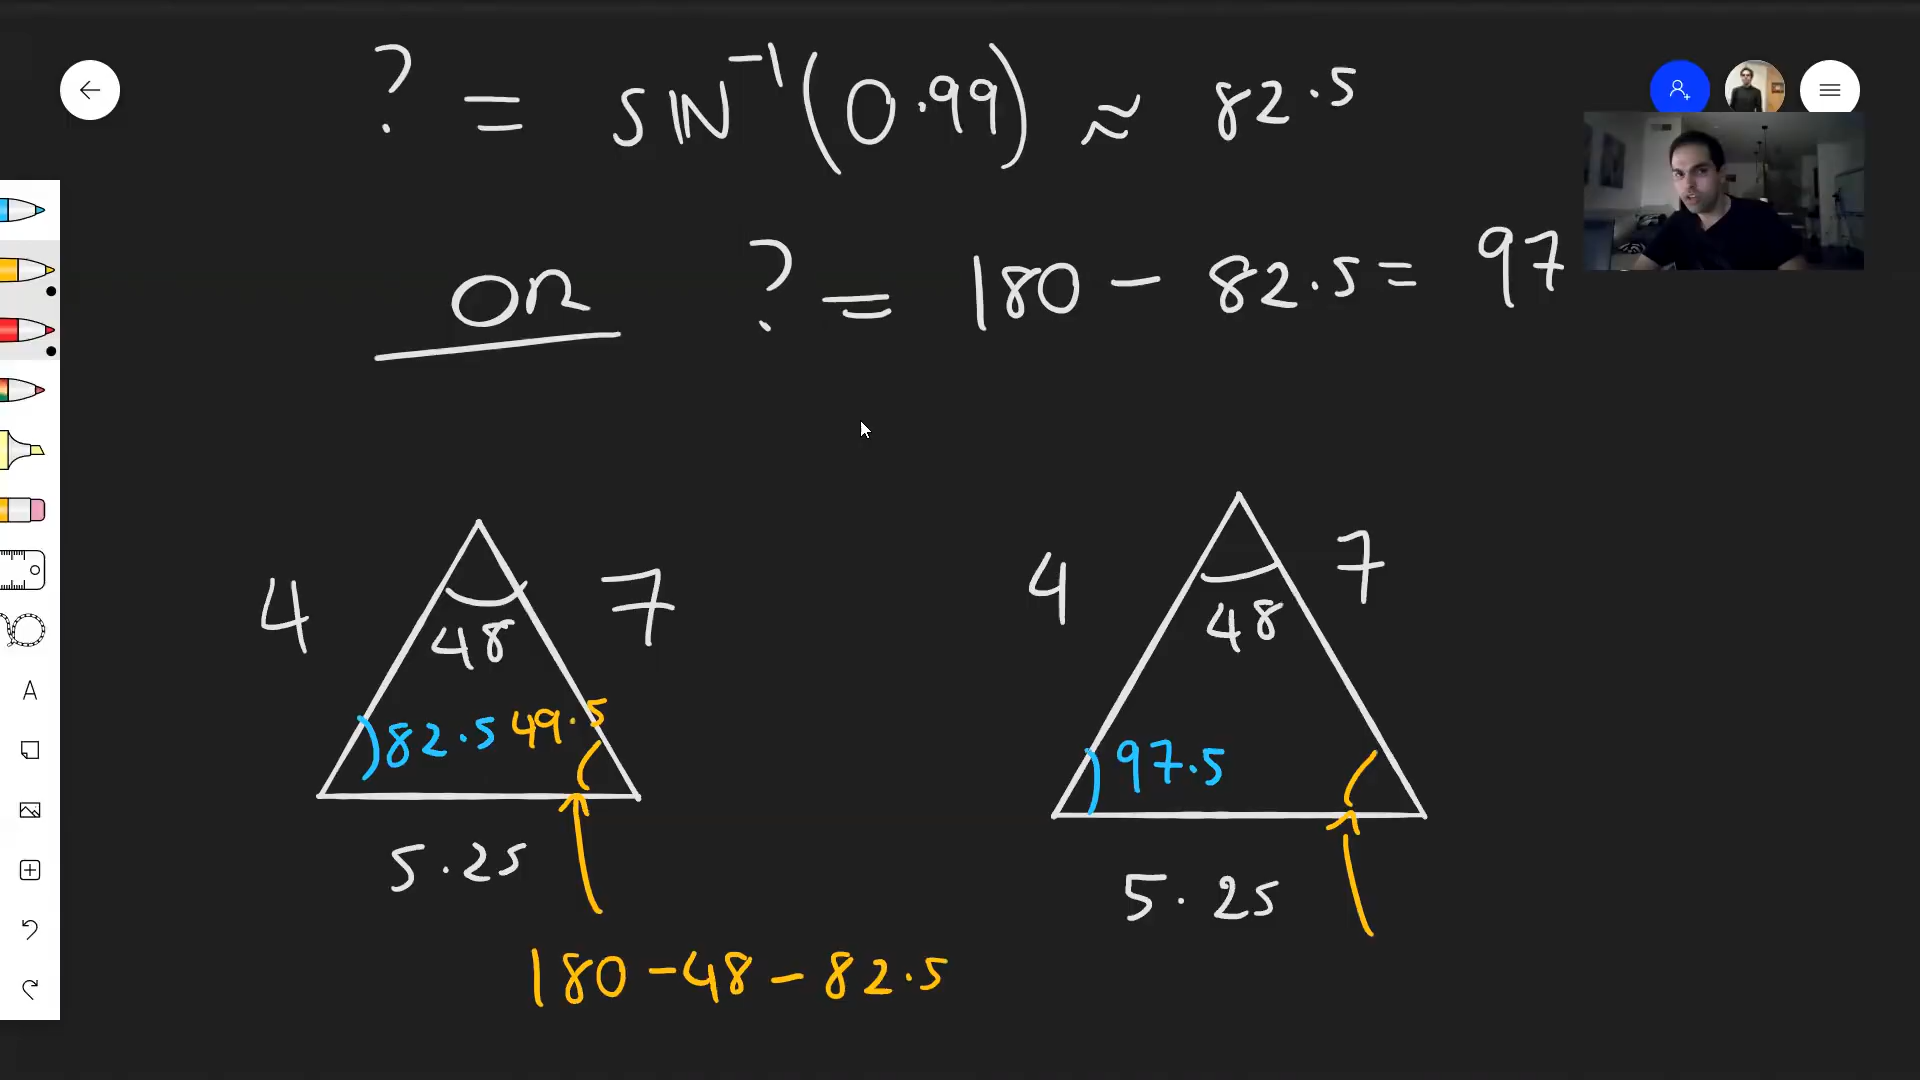 ? = SIN⁻¹(0.99) ≈ 82.5
OR ? = 180 - 82.5 = 97
4 7 48
82.5 49.5
5.25
180 - 48 - 82.5
4 7 48
97.5
5.25
A